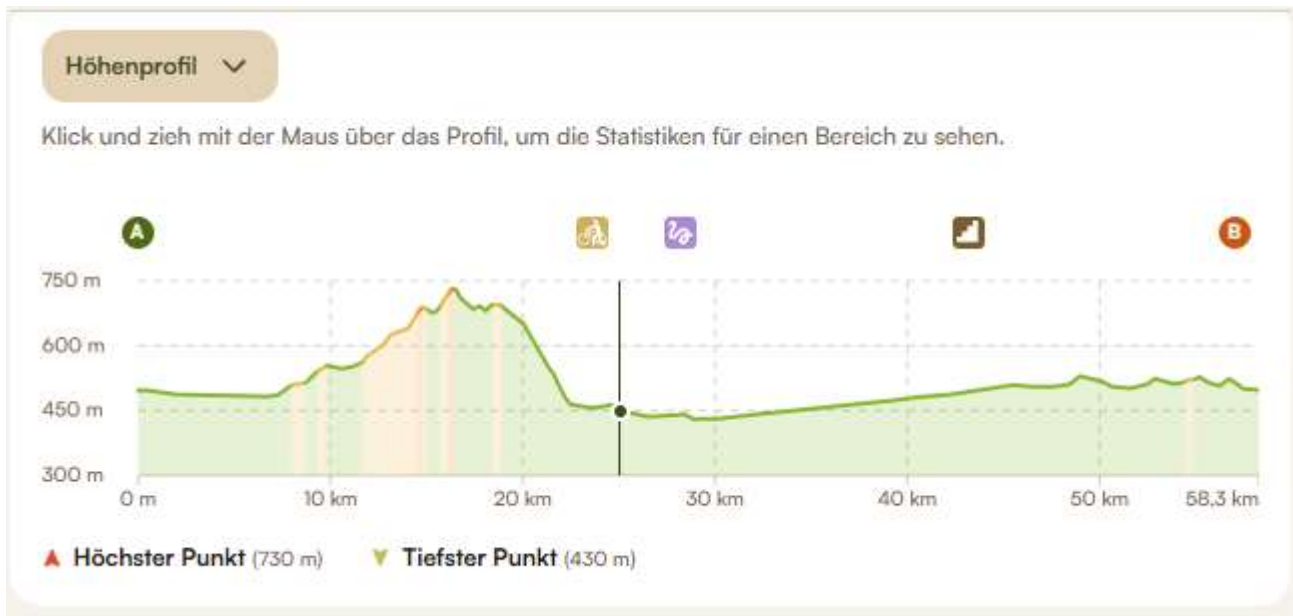 Höhenprofil
Klick und zieh mit der Maus über das Profil, um die Statistiken für einen Bereich zu sehen.
A
B
750 m
600 m
450 m
300 m
0 m 10 km 20 km 30 km 40 km 50 km 58,3 km
Höchster Punkt (730 m) Tiefster Punkt (430 m)